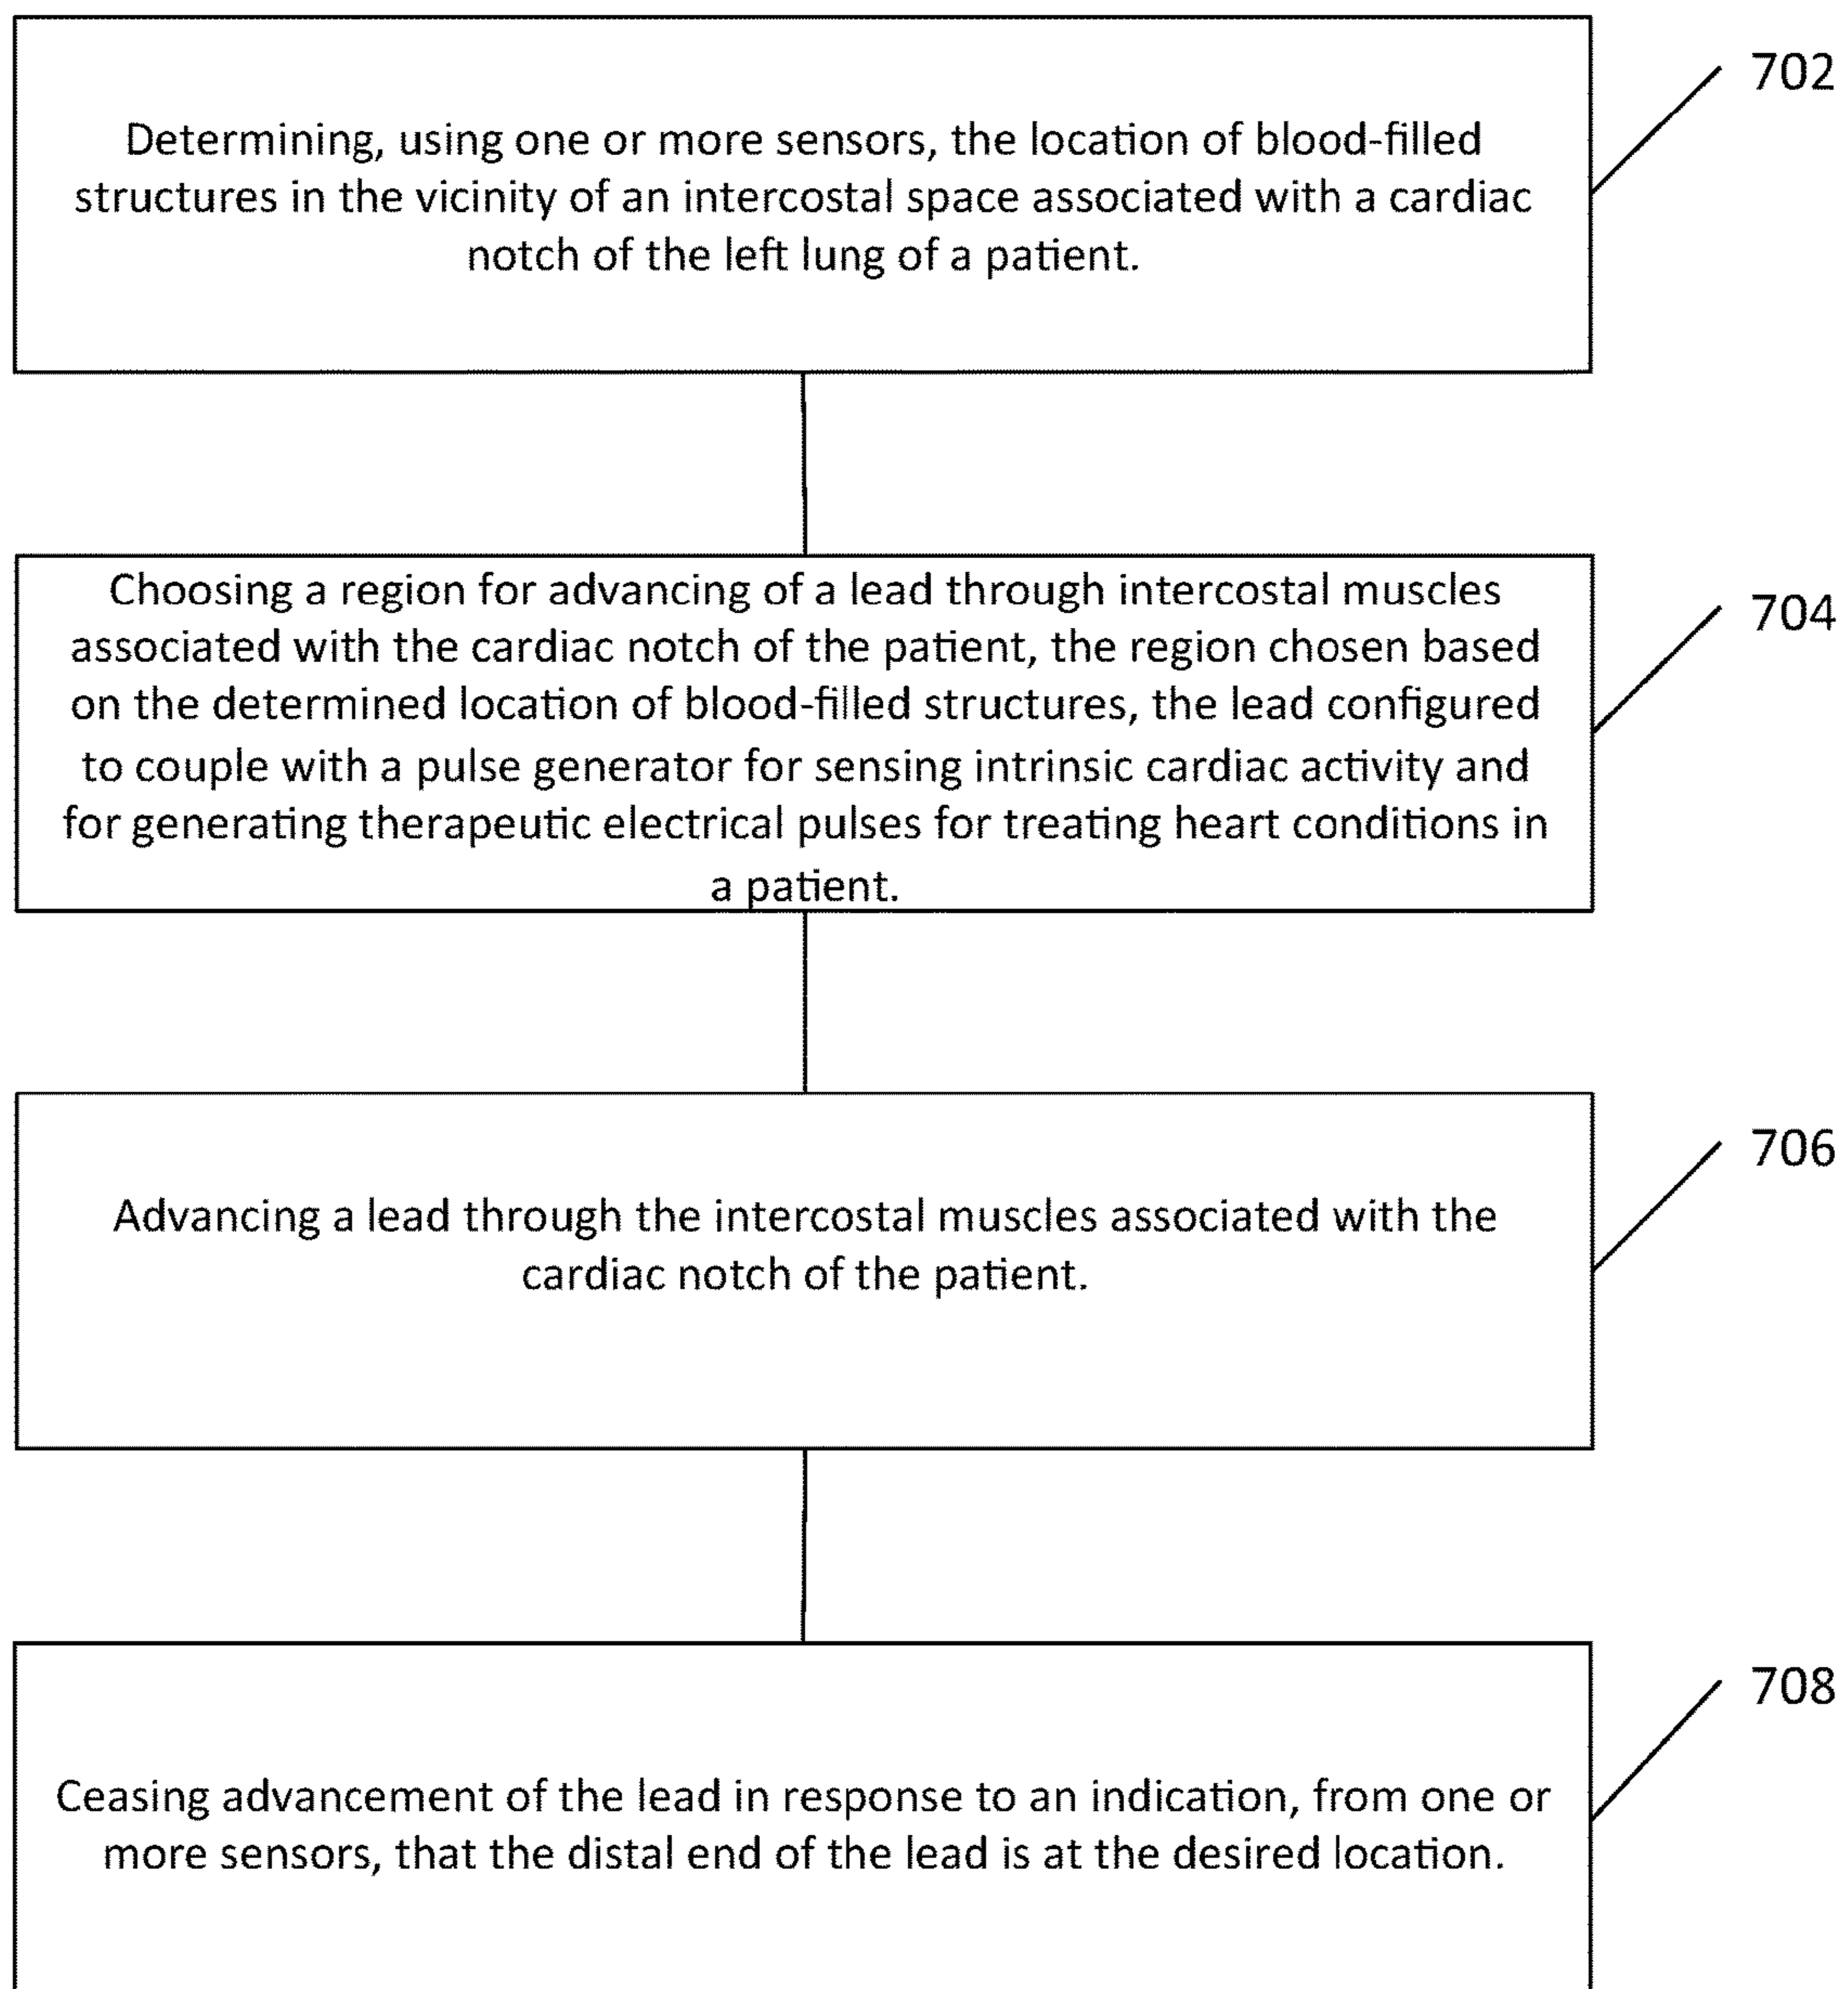 702
Determining, using one or more sensors, the location of blood-filled
structures in the vicinity of an intercostal space associated with a cardiac
notch of the left lung of a patient.
704
Choosing a region for advancing of a lead through intercostal muscles
associated with the cardiac notch of the patient, the region chosen based
on the determined location of blood-filled structures, the lead configured
to couple with a pulse generator for sensing intrinsic cardiac activity and
for generating therapeutic electrical pulses for treating heart conditions in
a patient.
706
Advancing a lead through the intercostal muscles associated with the
cardiac notch of the patient.
708
Ceasing advancement of the lead in response to an indication, from one or
more sensors, that the distal end of the lead is at the desired location.